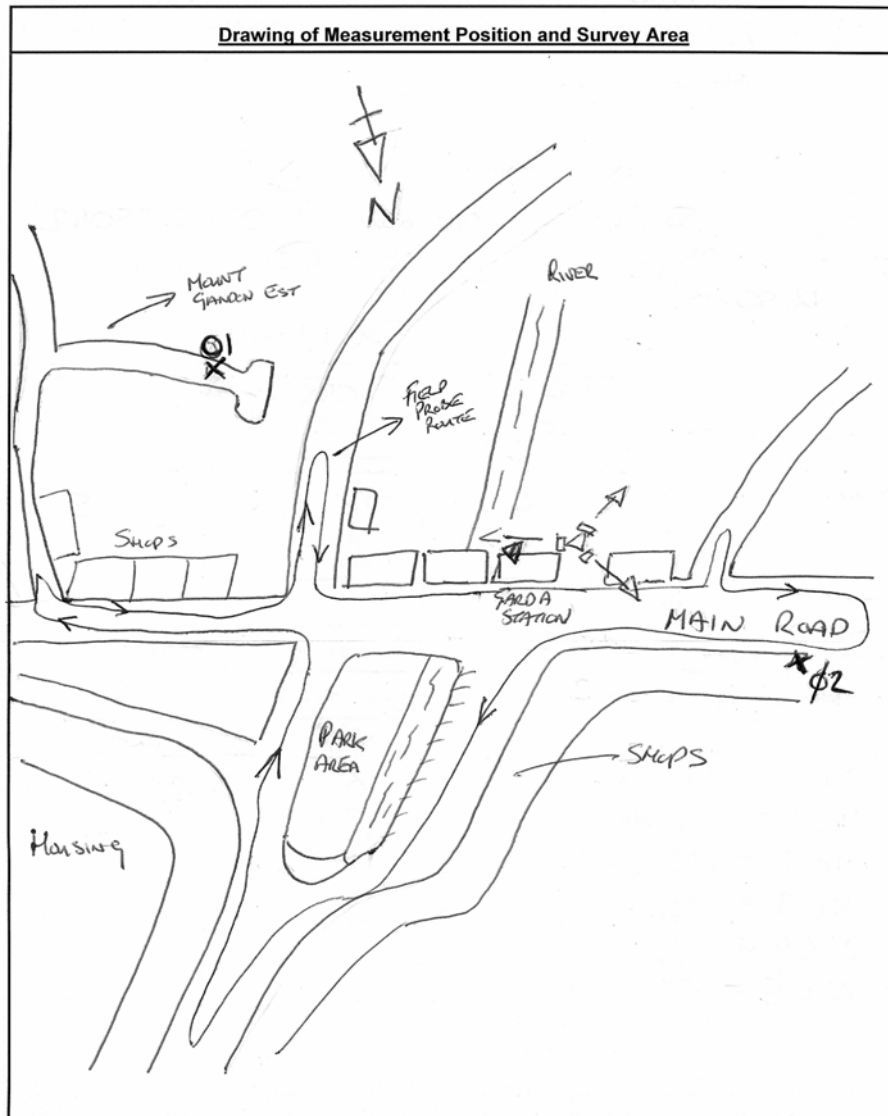 Drawing of Measurement Position and Survey Area
N
RIVER
MOUNT
GANDON EST
01
FIELD
PROBE
ROUTE
SHOPS
GARDA
STATION
MAIN ROAD
02
PARK
AREA
SHOPS
HOUSING